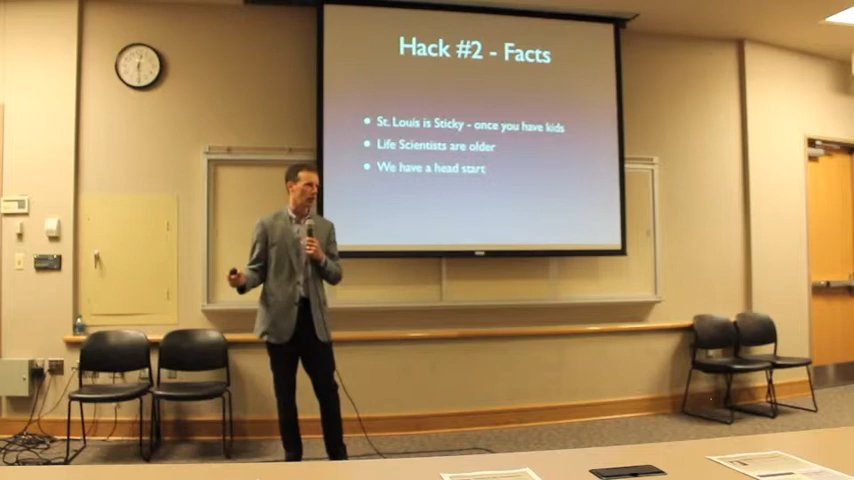 Hack #2 - Facts
St. Louis is Sticky - once you have kids
Life Scientists are older
We have a head start